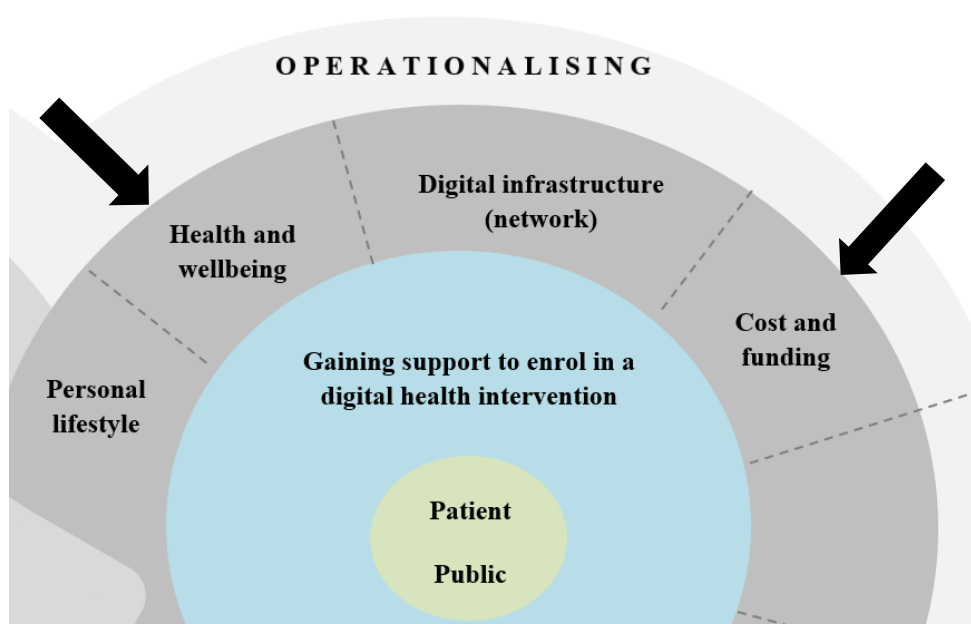 OPERATIONALISING
Digital infrastructure
(network)
Health and
wellbeing
Cost and
funding
Personal
lifestyle
Gaining support to enrol in a
digital health intervention
Patient
Public